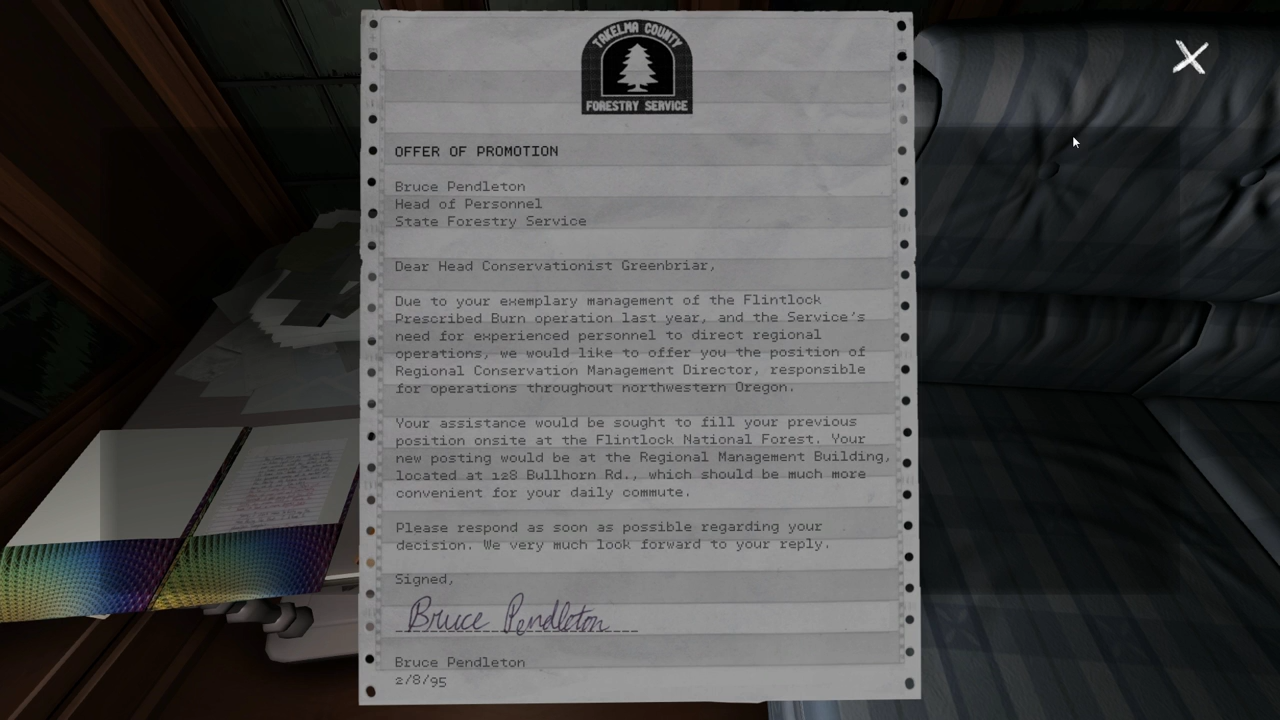 TAKELMA COUNTY
FORESTRY SERVICE
OFFER OF PROMOTION
Bruce Pendleton
Head of Personnel
State Forestry Service
Dear Head Conservationist Greenbriar,
Due to your exemplary management of the Flintlock
Prescribed Burn operation last year, and the Service's
need for experienced personnel to direct regional
operations, we would like to offer you the position of
Regional Conservation Management Director, responsible
for operations throughout northwestern Oregon.
Your assistance would be sought to fill your previous
position onsite at the Flintlock National Forest. Your
new posting would be at the Regional Management Building,
located at 128 Bullhorn Rd., which should be much more
convenient for your daily commute.
Please respond as soon as possible regarding your
decision. We very much look forward to your reply.
Signed,
Bruce Pendleton
Bruce Pendleton
2/8/95